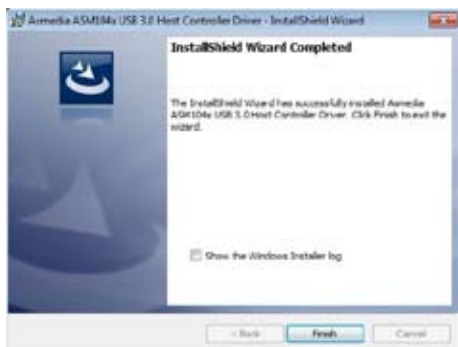 Asmedia ASM104x USB 3.0 Host Controller Driver - InstallShield Wizard
InstallShield Wizard Completed
The InstallShield Wizard has successfully installed Asmedia
ASM104x USB 3.0 Host Controller Driver. Click Finish to exit the
wizard.
Show the Windows Installer log
< Back
Finish
Cancel